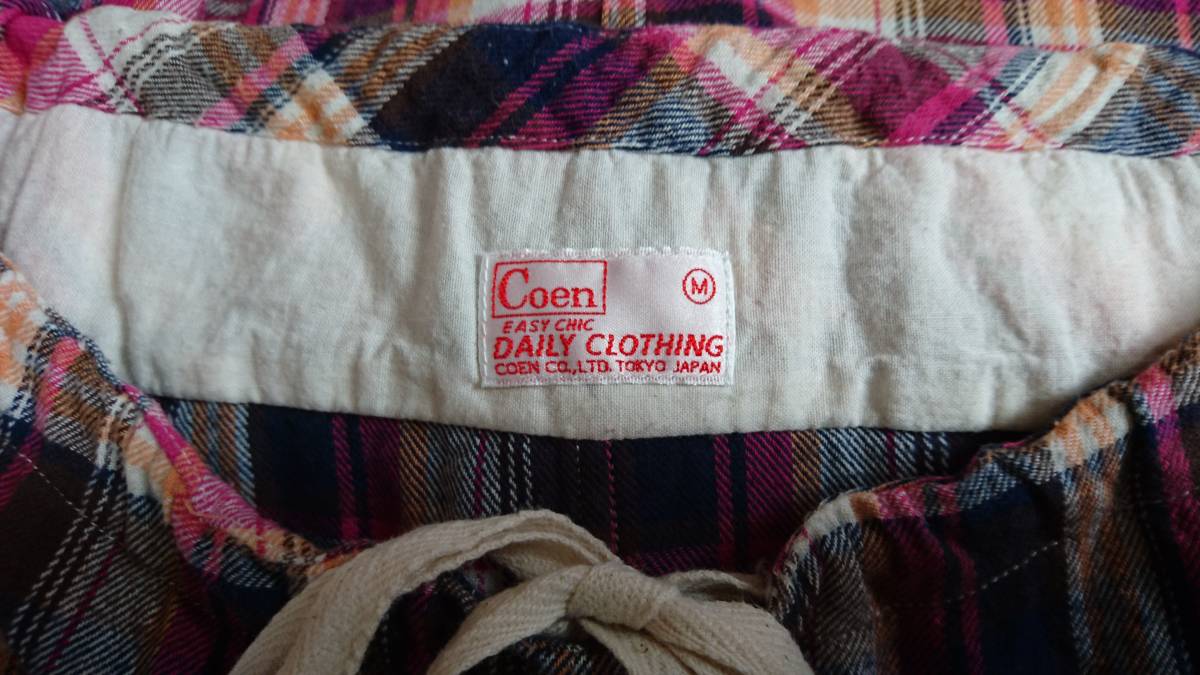 Coen M
EASY CHIC
DAILY CLOTHING
COEN CO.,LTD. TOKYO JAPAN